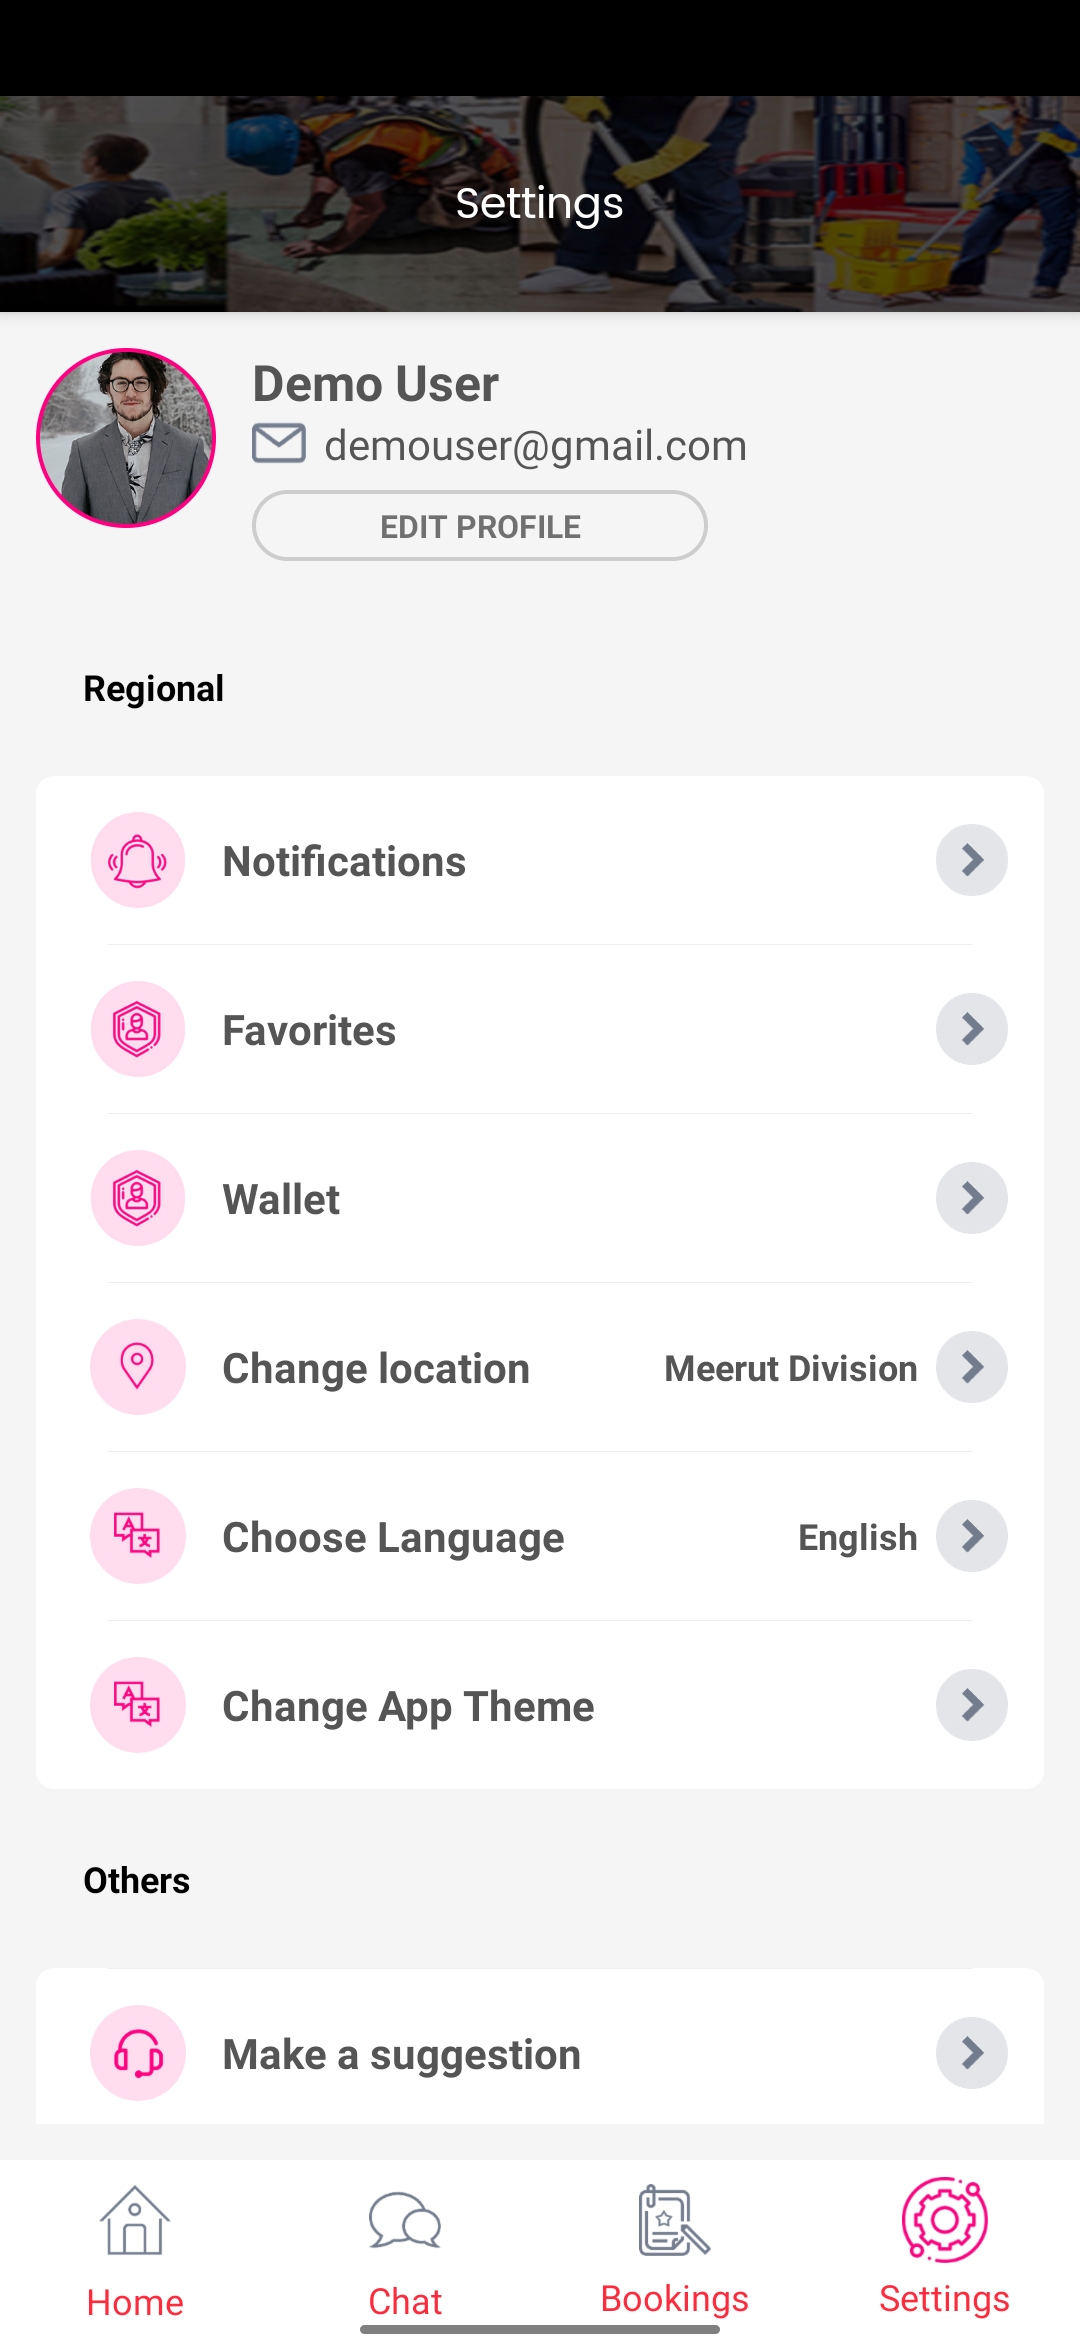 Settings
Demo User
demouser@gmail.com
EDIT PROFILE
Regional
Notifications
Favorites
Wallet
Change location Meerut Division
Choose Language English
Change App Theme
Others
Make a suggestion
Home Chat Bookings Settings